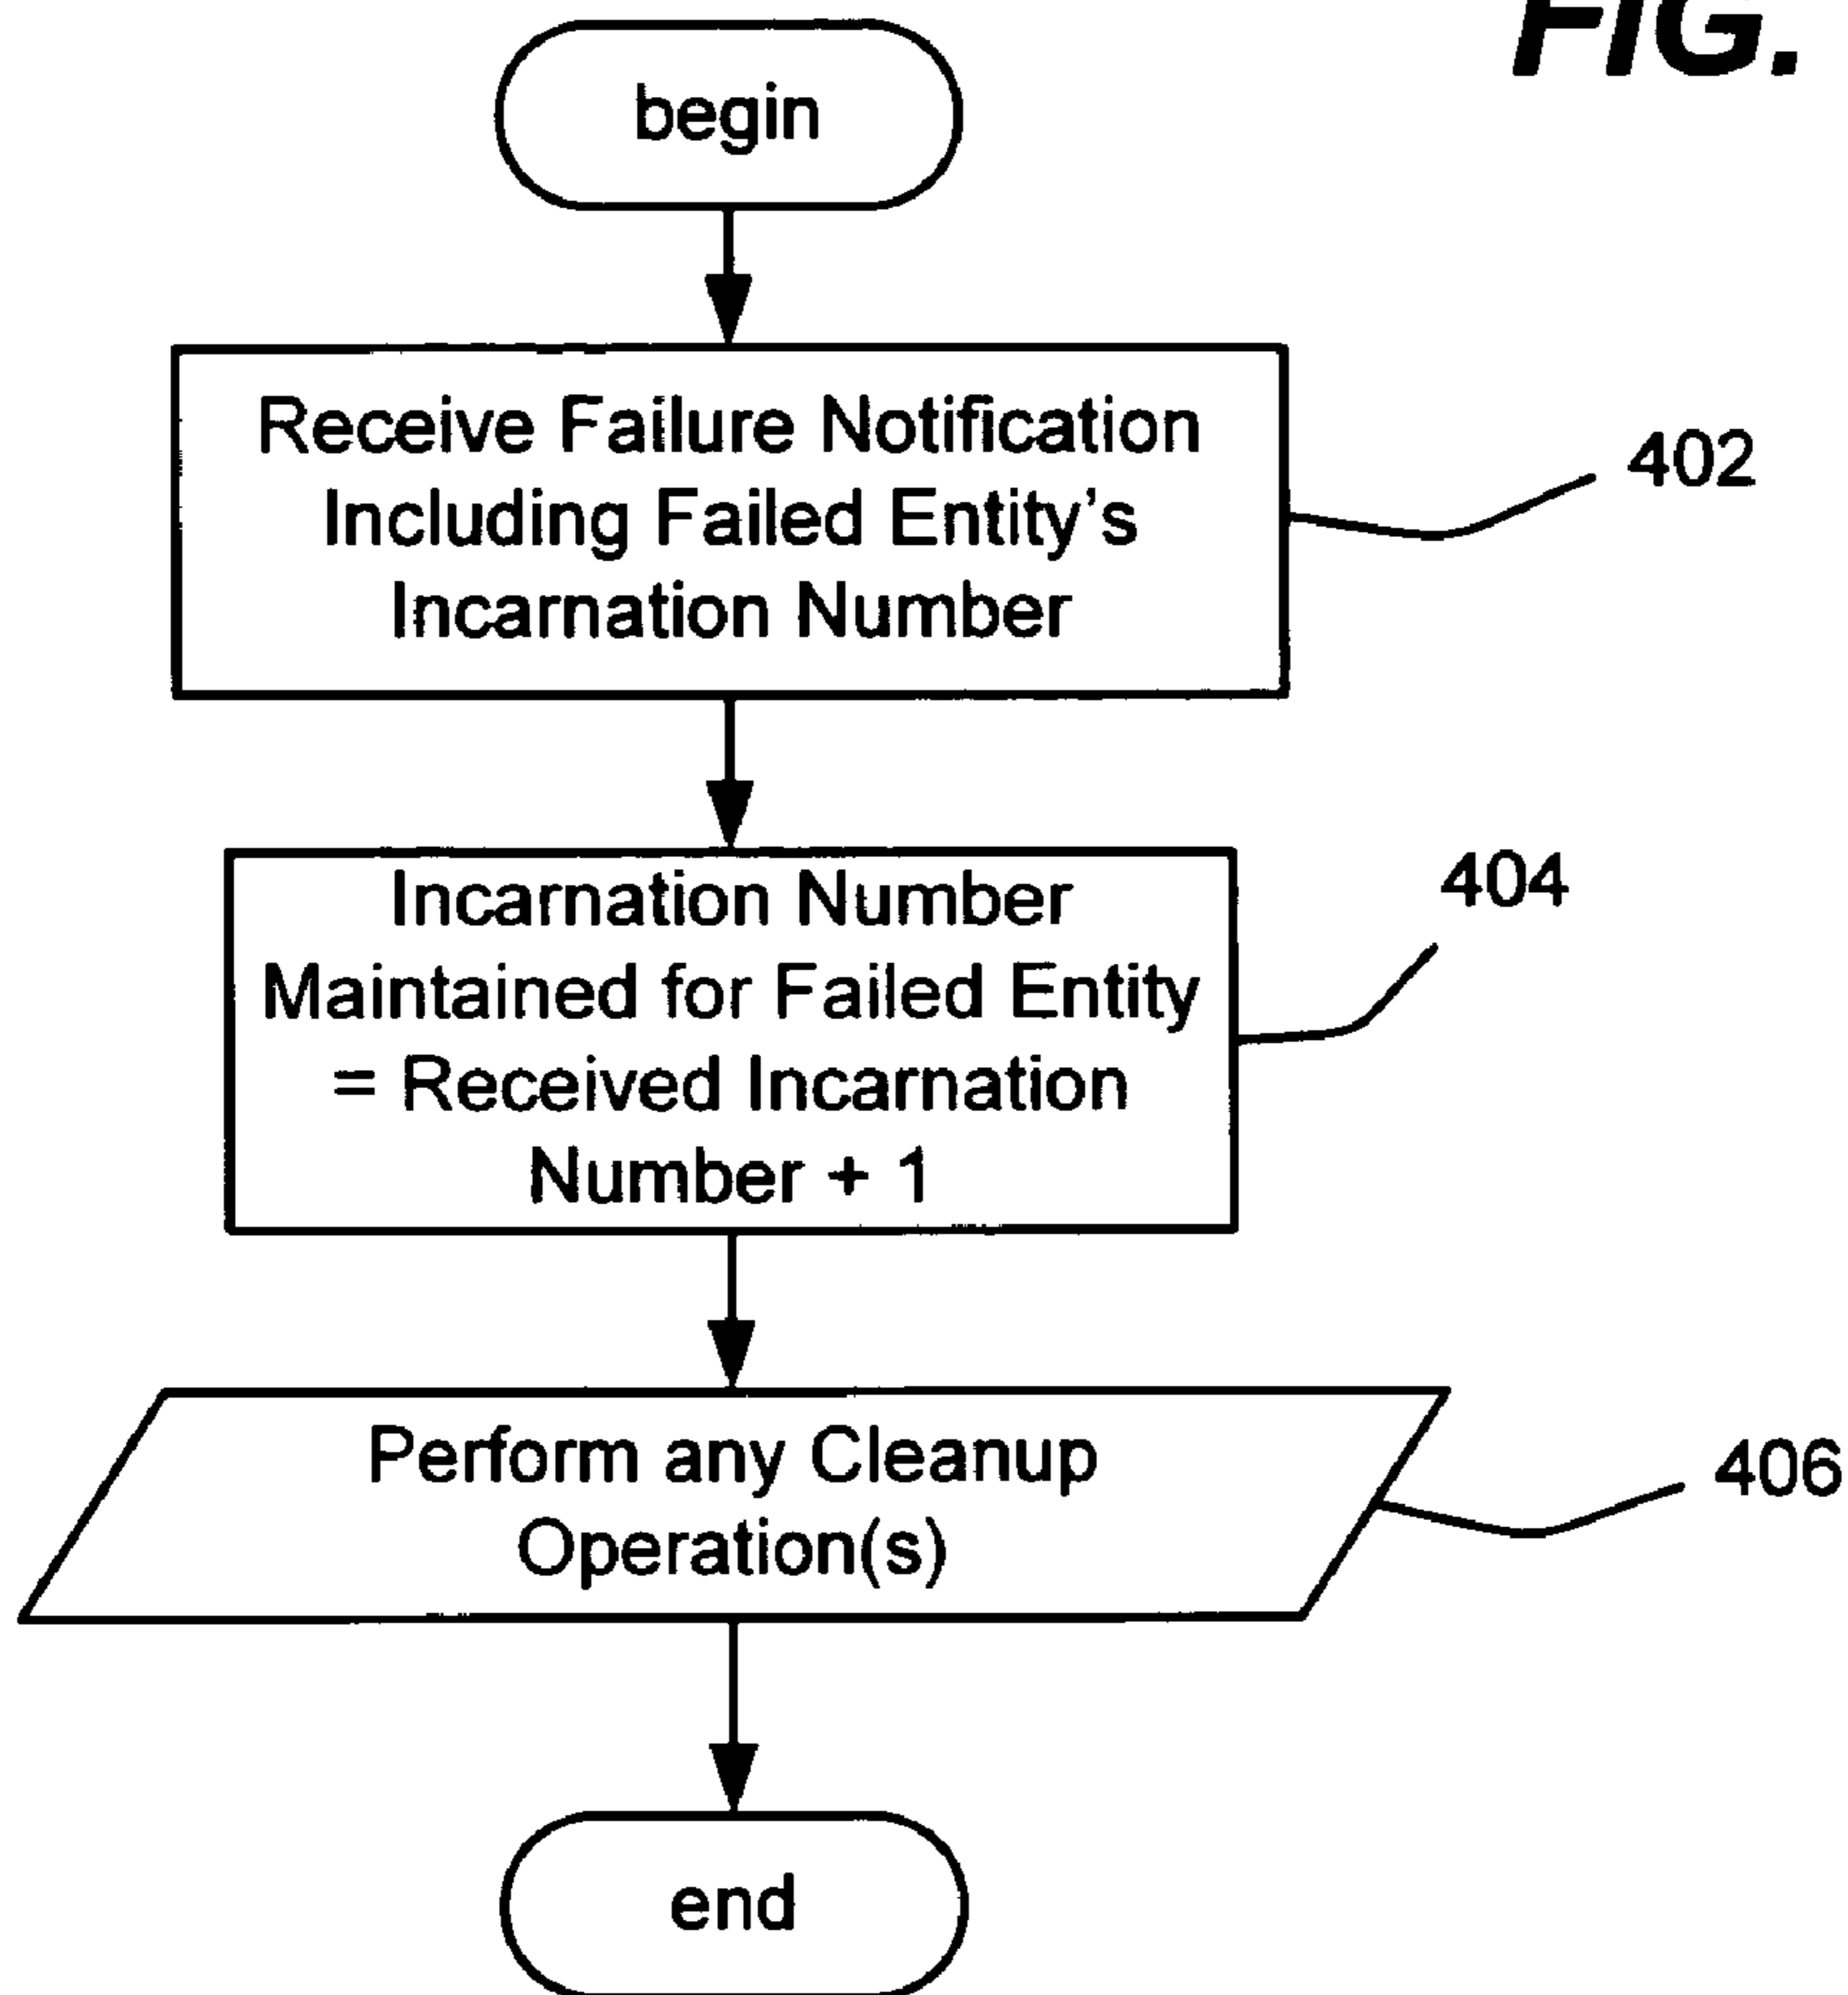 FIG.
begin
Receive Failure Notification
Including Failed Entity's
Incarnation Number
402
Incarnation Number
Maintained for Failed Entity
= Received Incarnation
Number + 1
404
Perform any Cleanup
Operation(s)
406
end